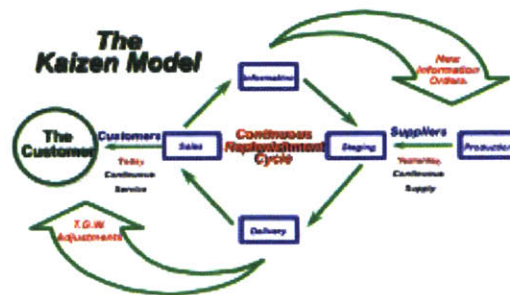 The
Kaizen Model
New
Information
Orders.
Information
The
Customer
Customers
Today,
Continuous
Service
Sales
Continuous
Replenishment
Cycle
Staging
Suppliers
Yesterday,
Continuous
Supply
Production
T.G.W.
Adjustments
Delivery